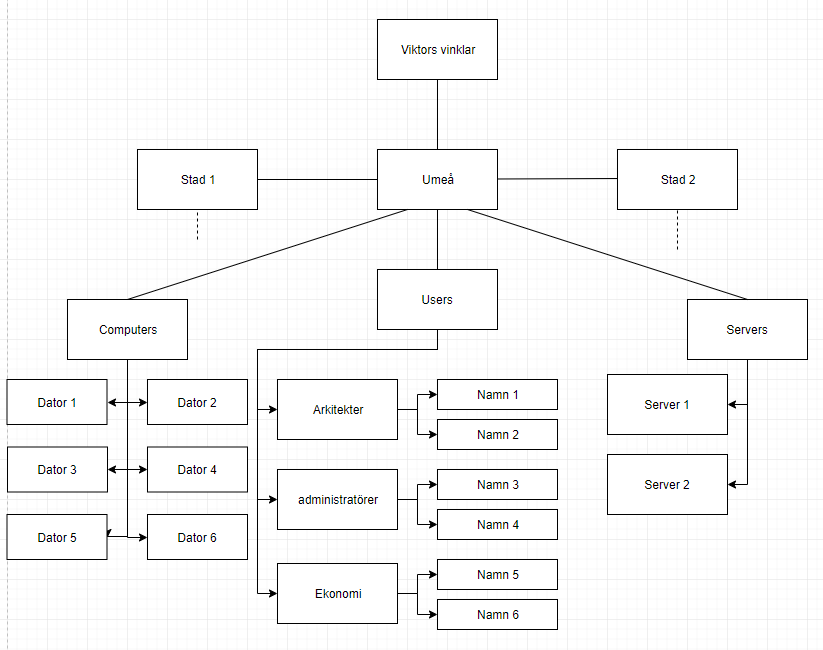 Viktors vinklar
Stad 1
Umeå
Stad 2
Computers
Users
Servers
Dator 1
Dator 2
Dator 3
Dator 4
Dator 5
Dator 6
Arkitekter
Namn 1
Namn 2
administratörer
Namn 3
Namn 4
Ekonomi
Namn 5
Namn 6
Server 1
Server 2